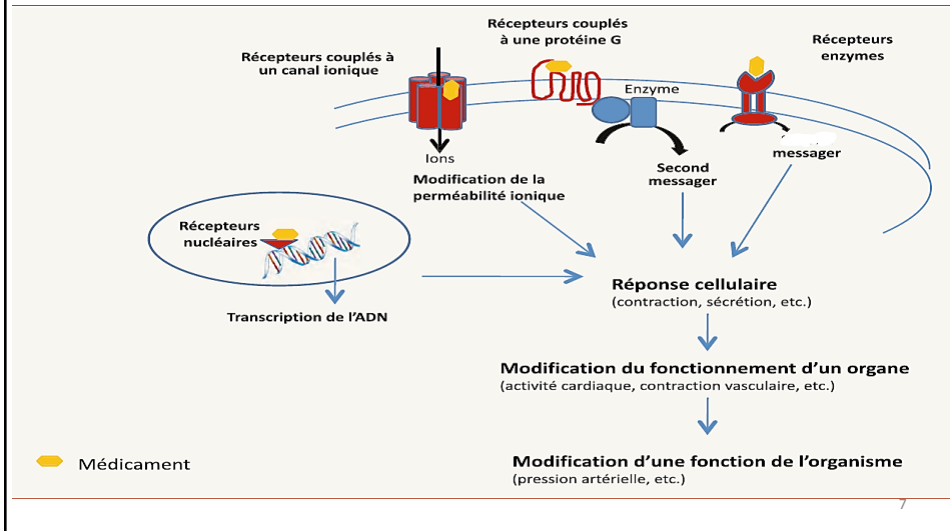 Récepteurs couplés
à une protéine G
Récepteurs
enzymes
Récepteurs couplés à
un canal ionique
Enzyme
Ions
messager
Second
messager
Modification de la
perméabilité ionique
Récepteurs
nucléaires
Transcription de l’ADN
Réponse cellulaire
(contraction, sécrétion, etc.)
Modification du fonctionnement d’un organe
(activité cardiaque, contraction vasculaire, etc.)
Médicament
Modification d’une fonction de l’organisme
(pression artérielle, etc.)
7